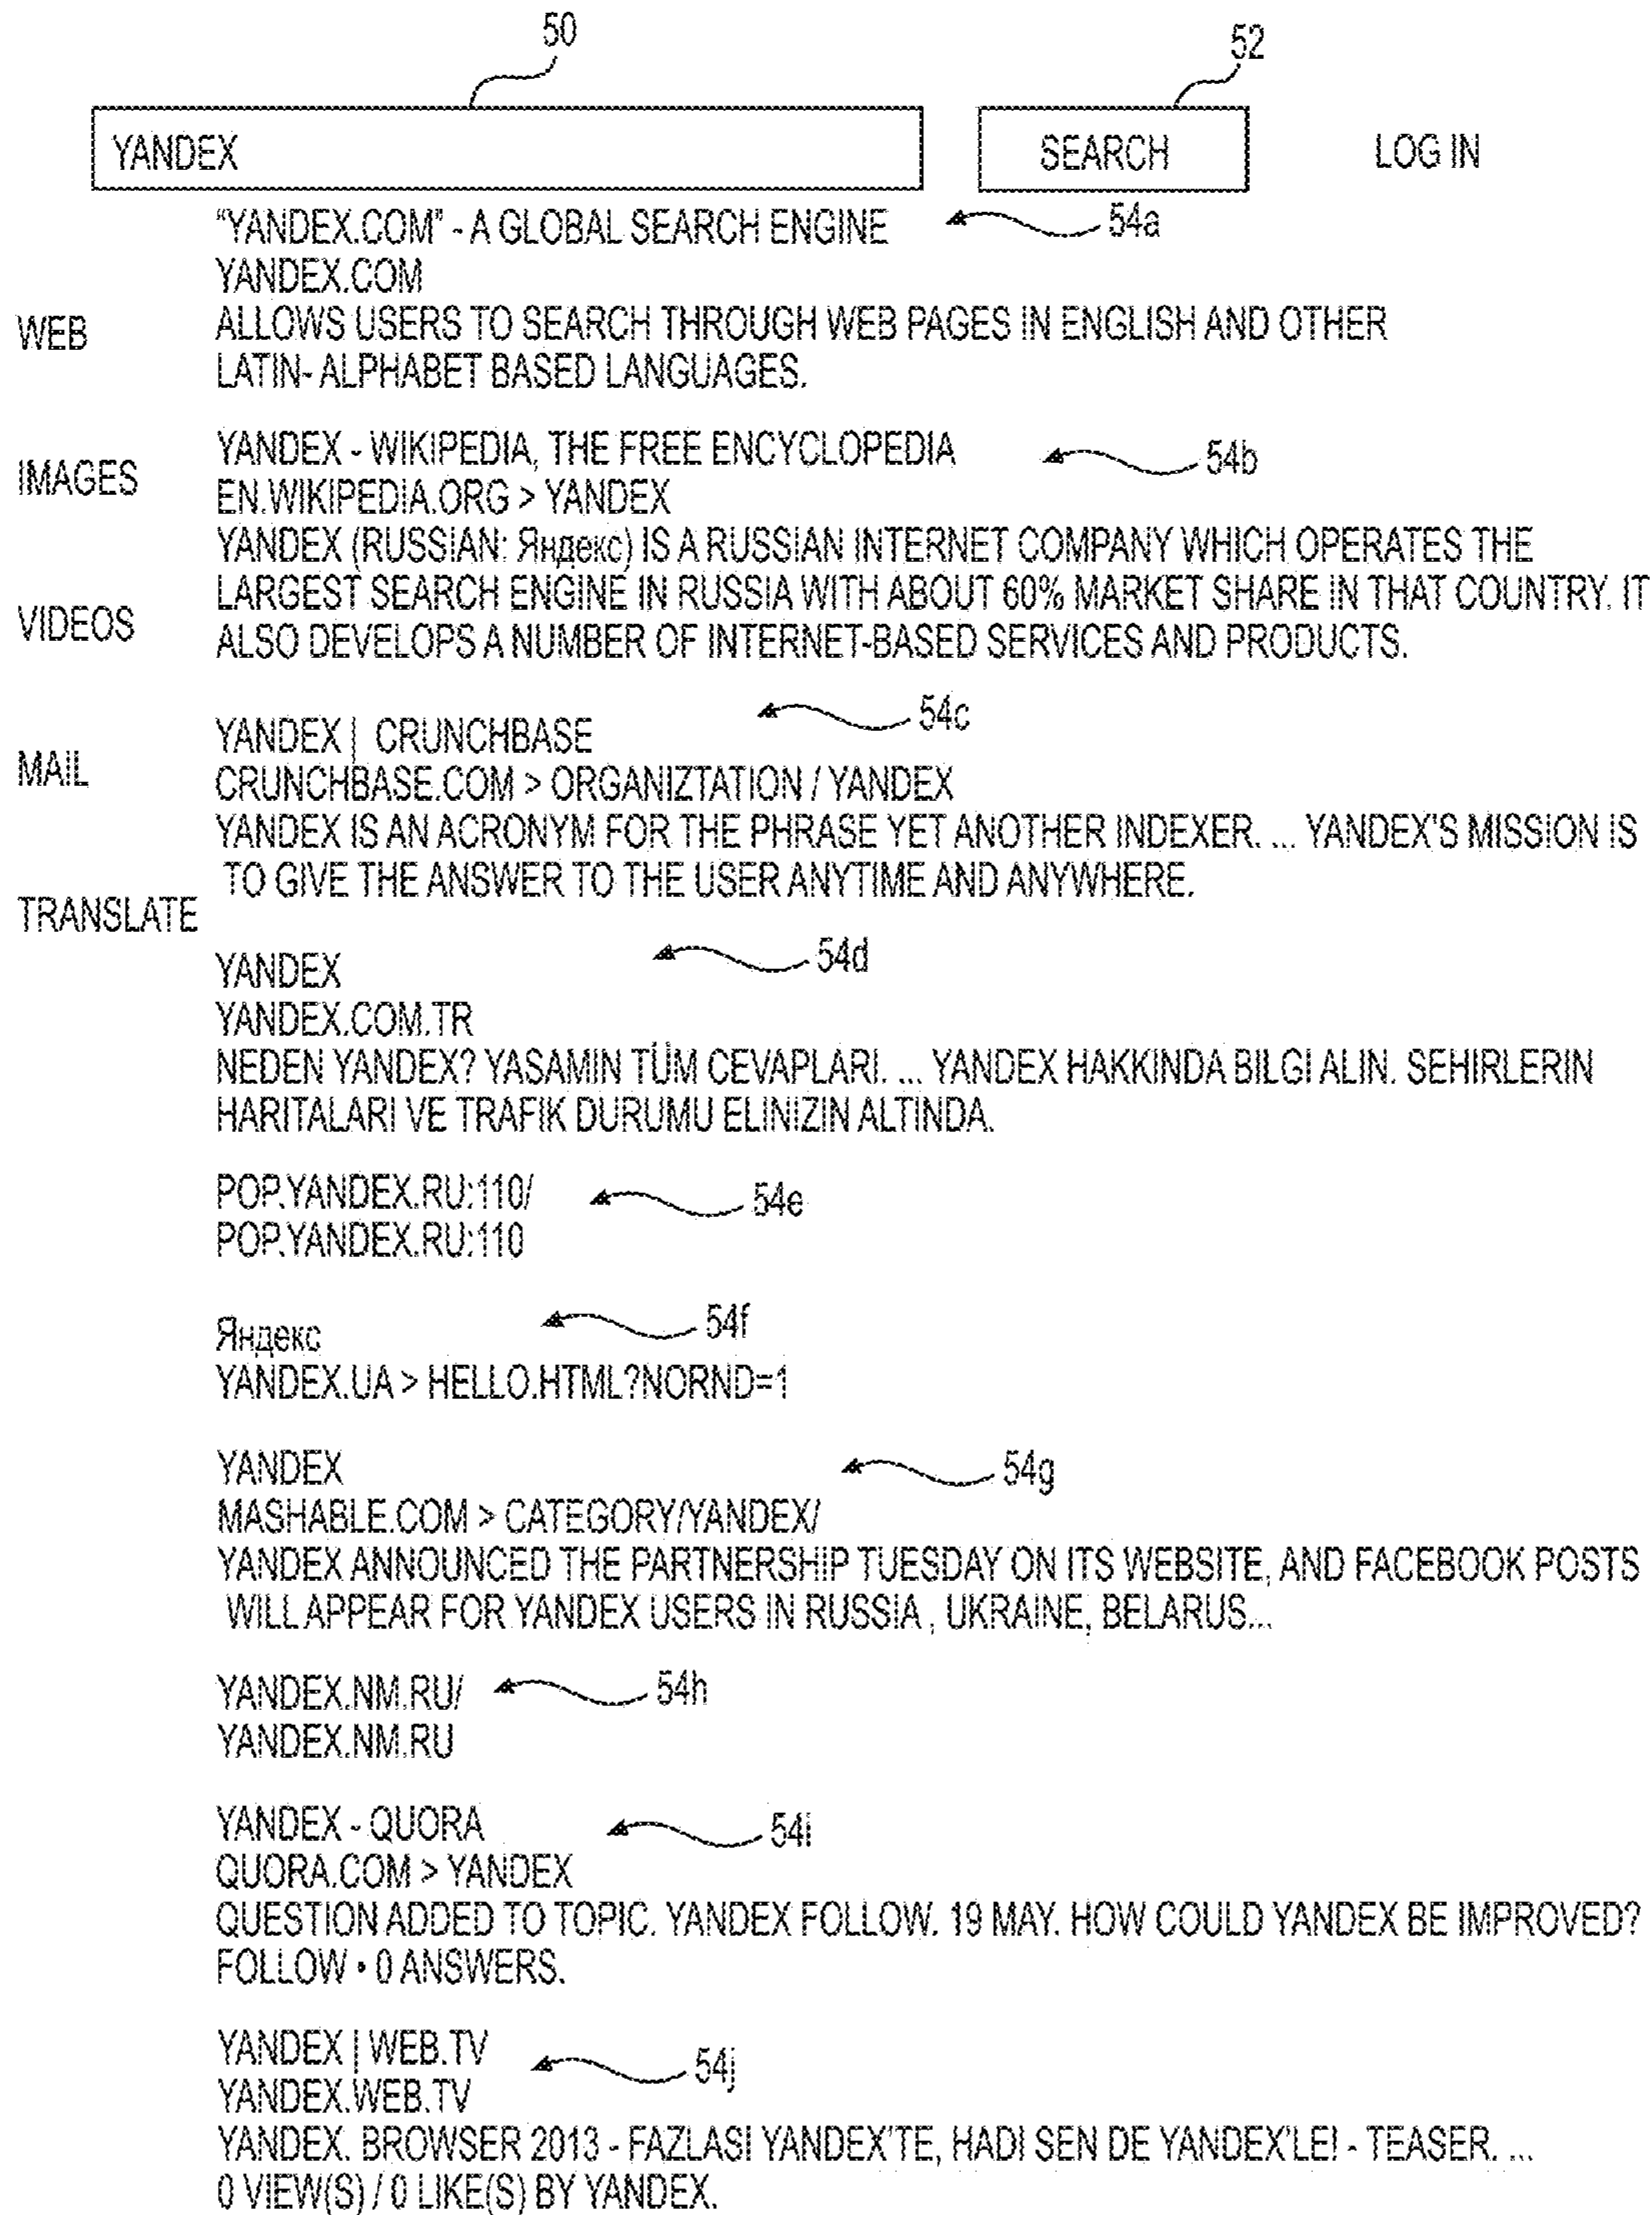 50
52
YANDEX
SEARCH
LOG IN
"YANDEX.COM" - A GLOBAL SEARCH ENGINE
54a
YANDEX.COM
WEB
ALLOWS USERS TO SEARCH THROUGH WEB PAGES IN ENGLISH AND OTHER
LATIN- ALPHABET BASED LANGUAGES.
YANDEX - WIKIPEDIA, THE FREE ENCYCLOPEDIA
54b
IMAGES
EN.WIKIPEDIA.ORG > YANDEX
YANDEX (RUSSIAN: Яндекс) IS A RUSSIAN INTERNET COMPANY WHICH OPERATES THE
LARGEST SEARCH ENGINE IN RUSSIA WITH ABOUT 60% MARKET SHARE IN THAT COUNTRY. IT
VIDEOS
ALSO DEVELOPS A NUMBER OF INTERNET-BASED SERVICES AND PRODUCTS.
54c
YANDEX | CRUNCHBASE
MAIL
CRUNCHBASE.COM > ORGANIZTATION / YANDEX
YANDEX IS AN ACRONYM FOR THE PHRASE YET ANOTHER INDEXER. ... YANDEX'S MISSION IS
TO GIVE THE ANSWER TO THE USER ANYTIME AND ANYWHERE.
TRANSLATE
54d
YANDEX
YANDEX.COM.TR
NEDEN YANDEX? YASAMIN TÜM CEVAPLARI. ... YANDEX HAKKINDA BILGI ALIN. SEHIRLERIN
HARITALARI VE TRAFIK DURUMU ELINIZIN ALTINDA.
POP.YANDEX.RU:110/
54e
POP.YANDEX.RU:110
Яндекс
54f
YANDEX.UA > HELLO.HTML?NORND=1
YANDEX
54g
MASHABLE.COM > CATEGORY/YANDEX/
YANDEX ANNOUNCED THE PARTNERSHIP TUESDAY ON ITS WEBSITE, AND FACEBOOK POSTS
WILL APPEAR FOR YANDEX USERS IN RUSSIA , UKRAINE, BELARUS...
YANDEX.NM.RU/
54h
YANDEX.NM.RU
YANDEX - QUORA
54i
QUORA.COM > YANDEX
QUESTION ADDED TO TOPIC. YANDEX FOLLOW. 19 MAY. HOW COULD YANDEX BE IMPROVED?
FOLLOW • 0 ANSWERS.
YANDEX | WEB.TV
54j
YANDEX.WEB.TV
YANDEX. BROWSER 2013 - FAZLASI YANDEX'TE, HADI SEN DE YANDEX'LE! - TEASER. ...
0 VIEW(S) / 0 LIKE(S) BY YANDEX.